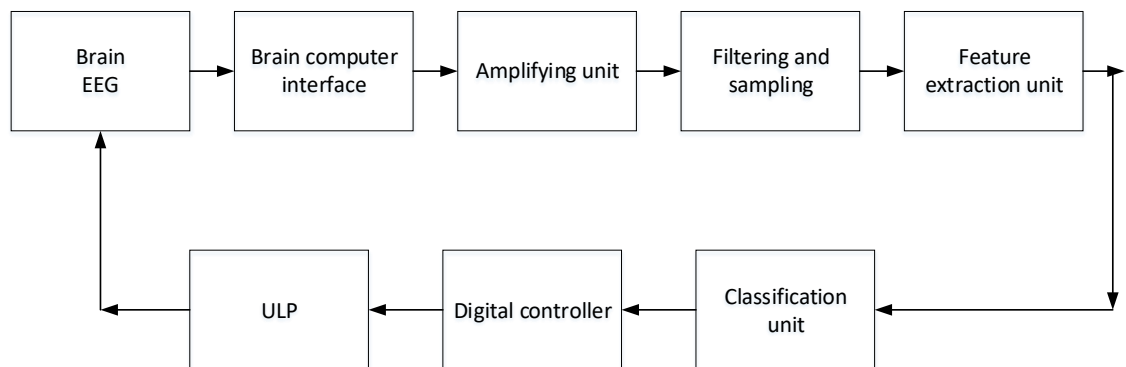 Brain
EEG
Brain computer
interface
Amplifying unit
Filtering and
sampling
Feature
extraction unit
ULP
Digital controller
Classification
unit